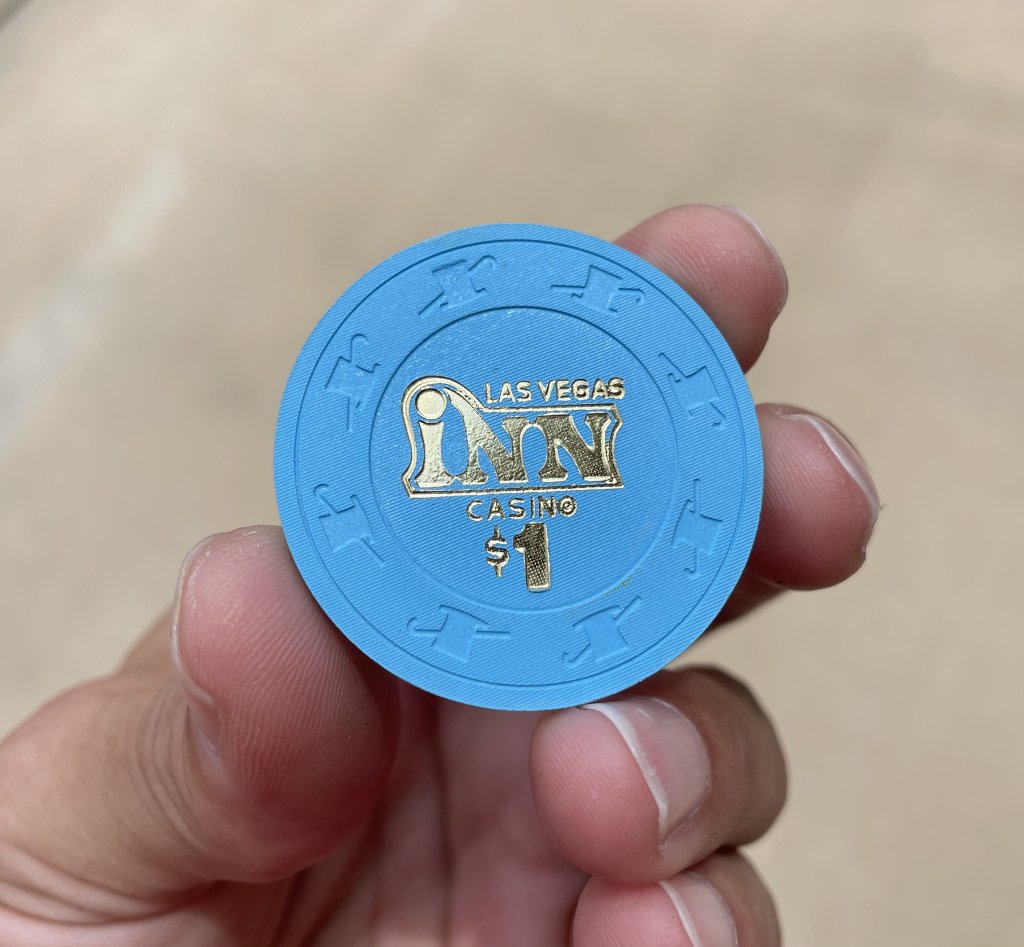 LAS VEGAS
iNN
CASINO
$1